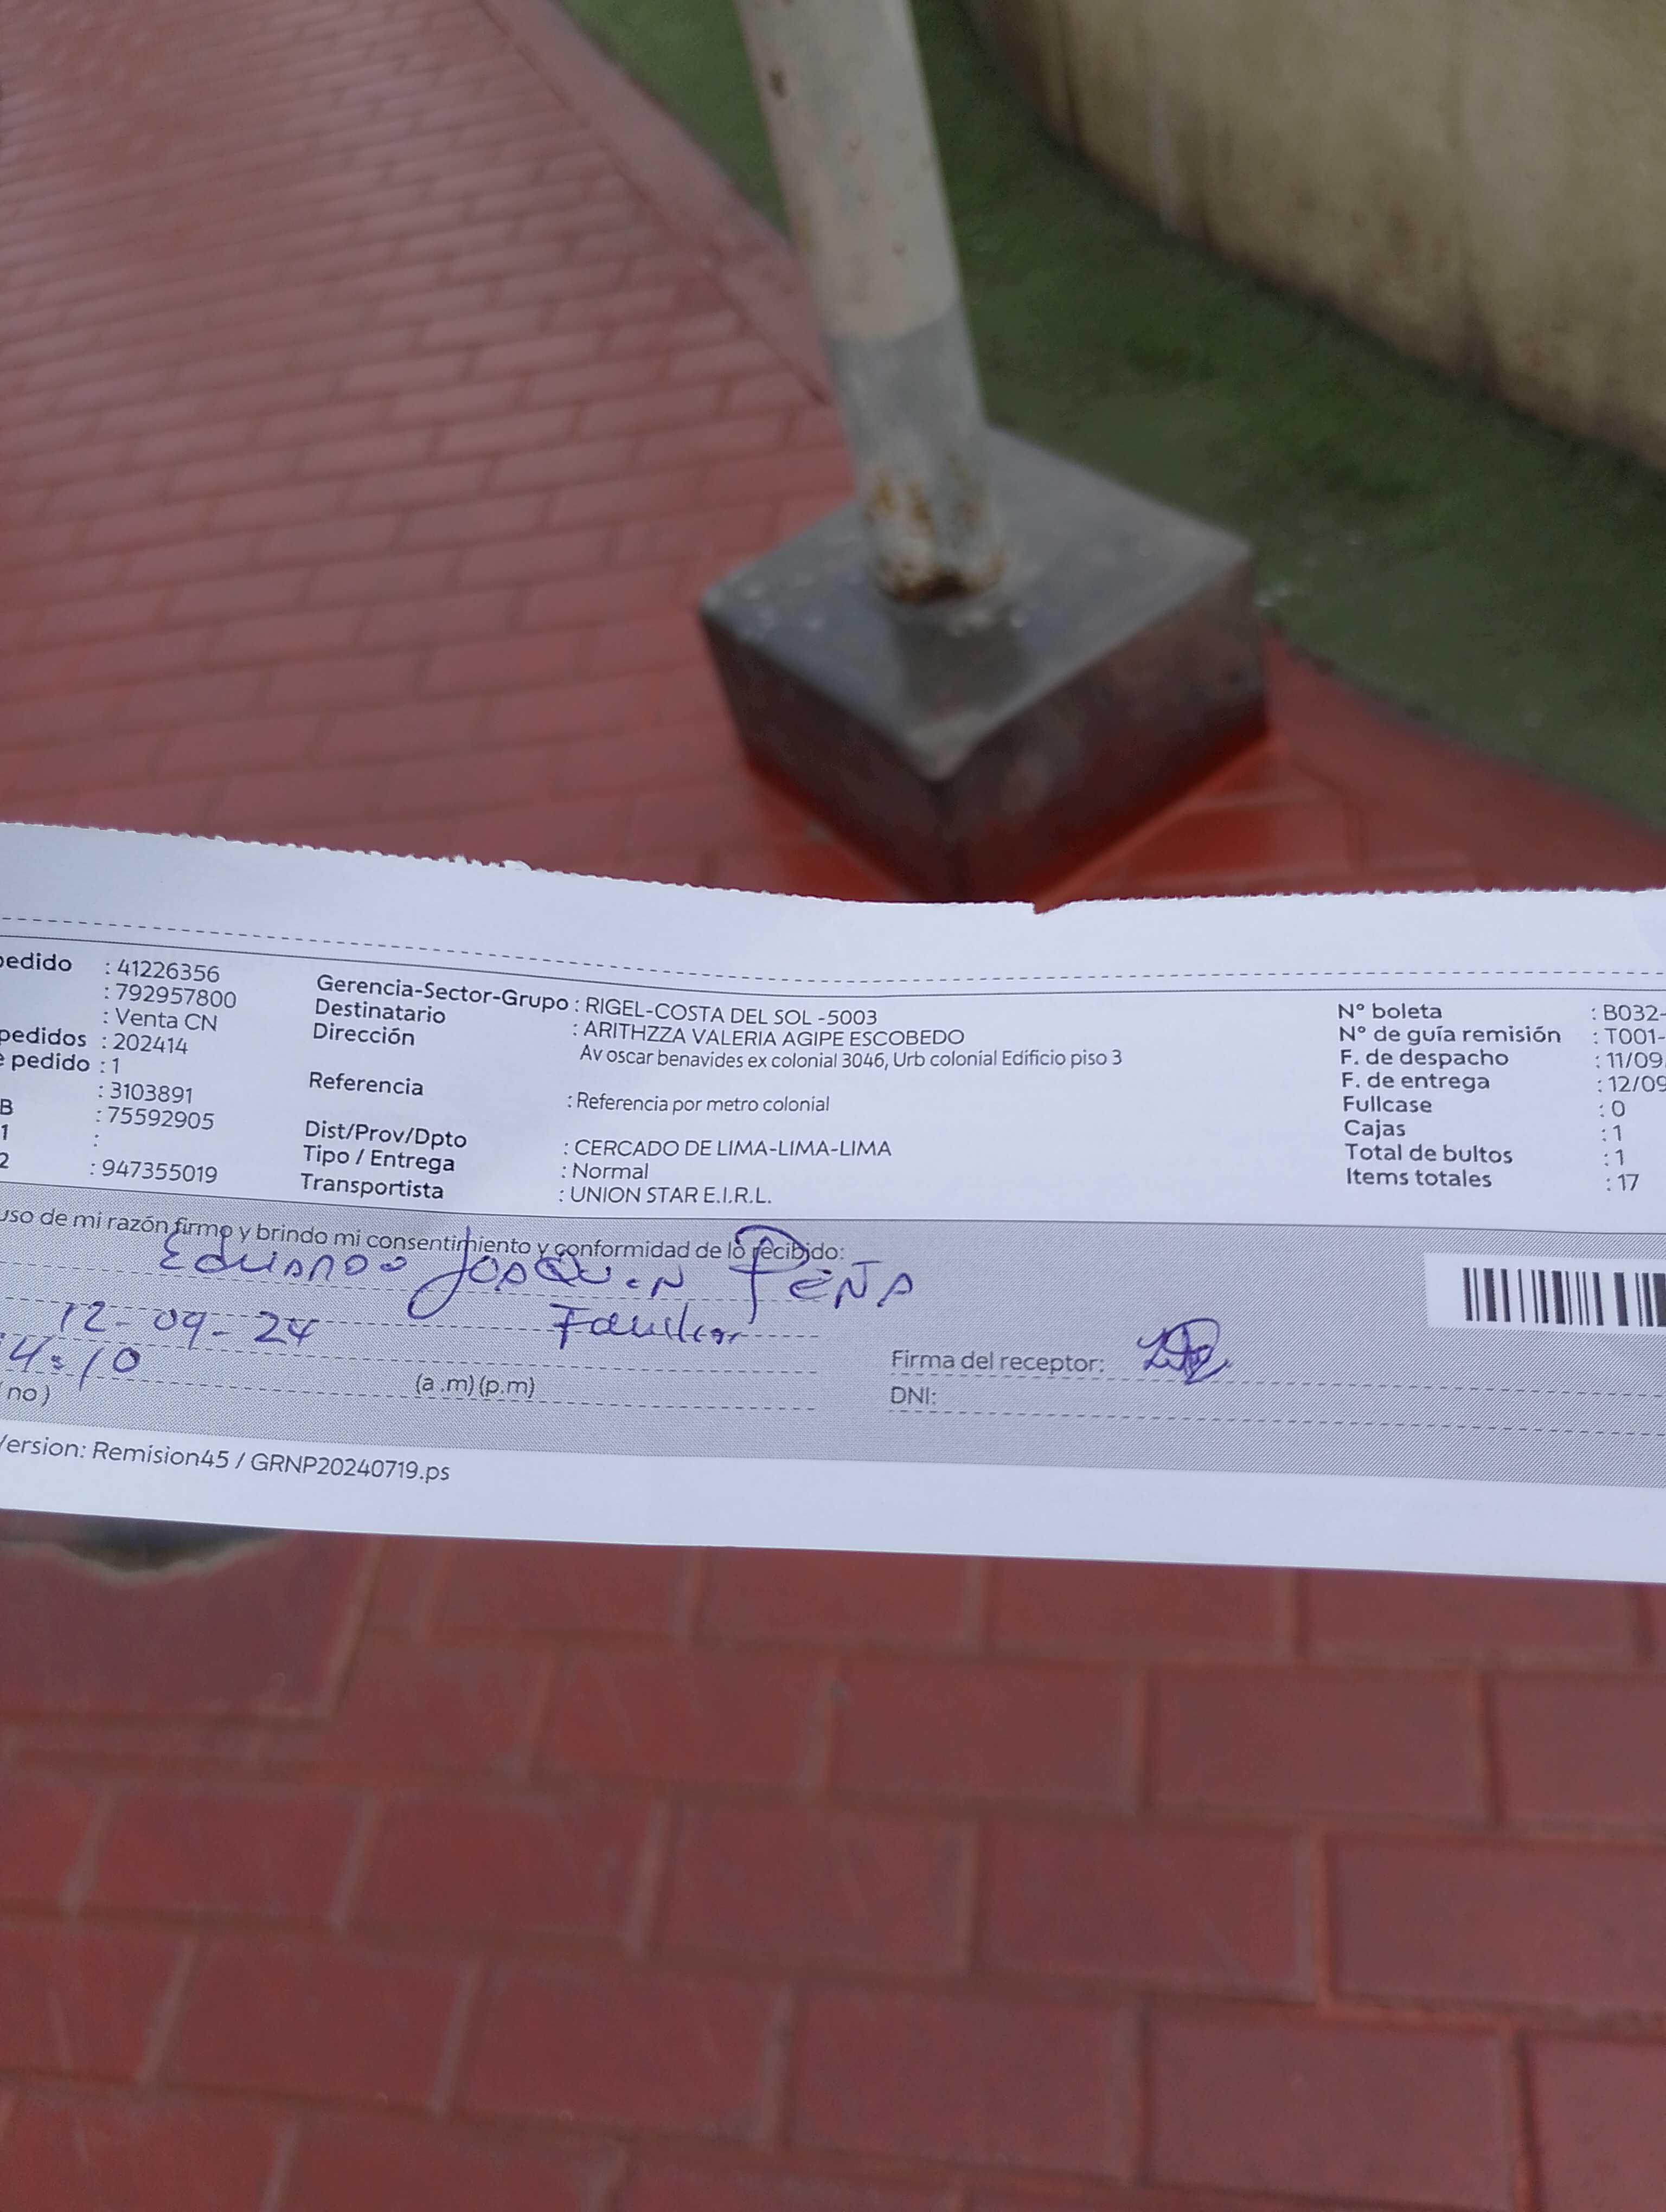 pedido : 41226356
: 792957800
: Venta CN
pedidos : 202414
e pedido : 1
: 3103891
B : 75592905
1 :
2 : 947355019
Gerencia-Sector-Grupo : RIGEL-COSTA DEL SOL -5003
Destinatario : ARITHZZA VALERIA AGIPE ESCOBEDO
Dirección : Av oscar benavides ex colonial 3046, Urb colonial Edificio piso 3
Referencia : Referencia por metro colonial
Dist/Prov/Dpto : CERCADO DE LIMA-LIMA-LIMA
Tipo / Entrega : Normal
Transportista : UNION STAR E.I.R.L.
N° boleta : B032-
N° de guía remisión : T001-
F. de despacho : 11/09
F. de entrega : 12/09
Fullcase : 0
Cajas : 1
Total de bultos : 1
Items totales : 17
uso de mi razón firmo y brindo mi consentimiento y conformidad de lo recibido:
Eduardo Joaquin Peña
12-09-24 Familiar
4:10 (a.m) (p.m)
no)
Firma del receptor:
DNI:
Version: Remision45 / GRNP20240719.ps